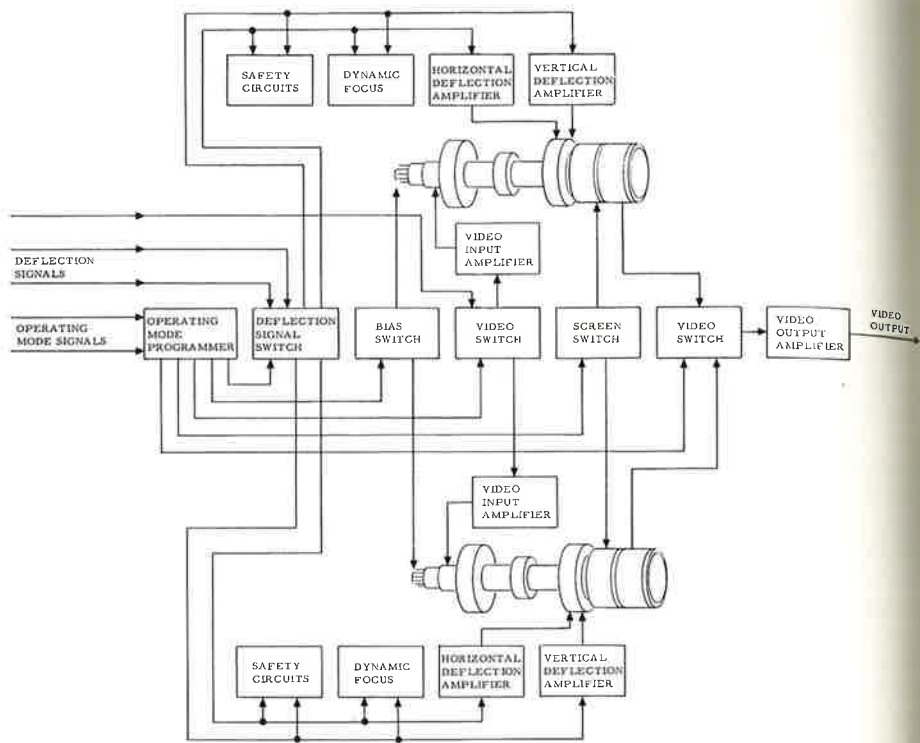 SAFETY
CIRCUITS
DYNAMIC
FOCUS
HORIZONTAL
DEFLECTION
AMPLIFIER
VERTICAL
DEFLECTION
AMPLIFIER
VIDEO
INPUT
AMPLIFIER
DEFLECTION
SIGNALS
OPERATING
MODE SIGNALS
OPERATING
MODE
PROGRAMMER
DEFLECTION
SIGNAL
SWITCH
BIAS
SWITCH
VIDEO
SWITCH
SCREEN
SWITCH
VIDEO
SWITCH
VIDEO
OUTPUT
AMPLIFIER
VIDEO
OUTPUT
VIDEO
INPUT
AMPLIFIER
SAFETY
CIRCUITS
DYNAMIC
FOCUS
HORIZONTAL
DEFLECTION
AMPLIFIER
VERTICAL
DEFLECTION
AMPLIFIER